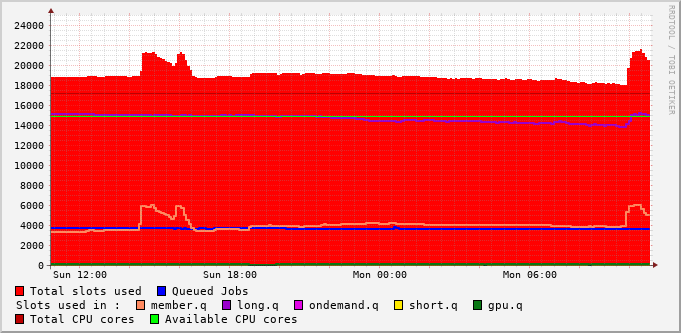 RRDTOOL / TOBI OETIKER
24000
22000
20000
18000
16000
14000
12000
10000
8000
6000
4000
2000
0
Sun 12:00 Sun 18:00 Mon 00:00 Mon 06:00
Total slots used Queued Jobs
Slots used in : member.q long.q ondemand.q short.q gpu.q
Total CPU cores Available CPU cores